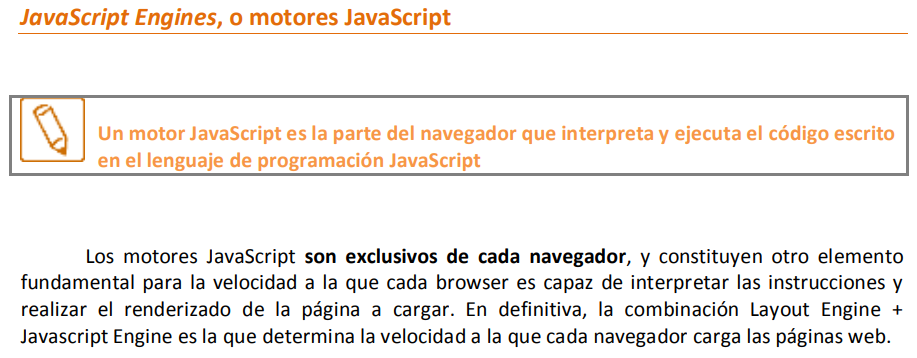 JavaScript Engines, o motores JavaScript
Un motor JavaScript es la parte del navegador que interpreta y ejecuta el código escrito
en el lenguaje de programación JavaScript
Los motores JavaScript son exclusivos de cada navegador, y constituyen otro elemento
fundamental para la velocidad a la que cada browser es capaz de interpretar las instrucciones y
realizar el renderizado de la página a cargar. En definitiva, la combinación Layout Engine +
Javascript Engine es la que determina la velocidad a la que cada navegador carga las páginas web.